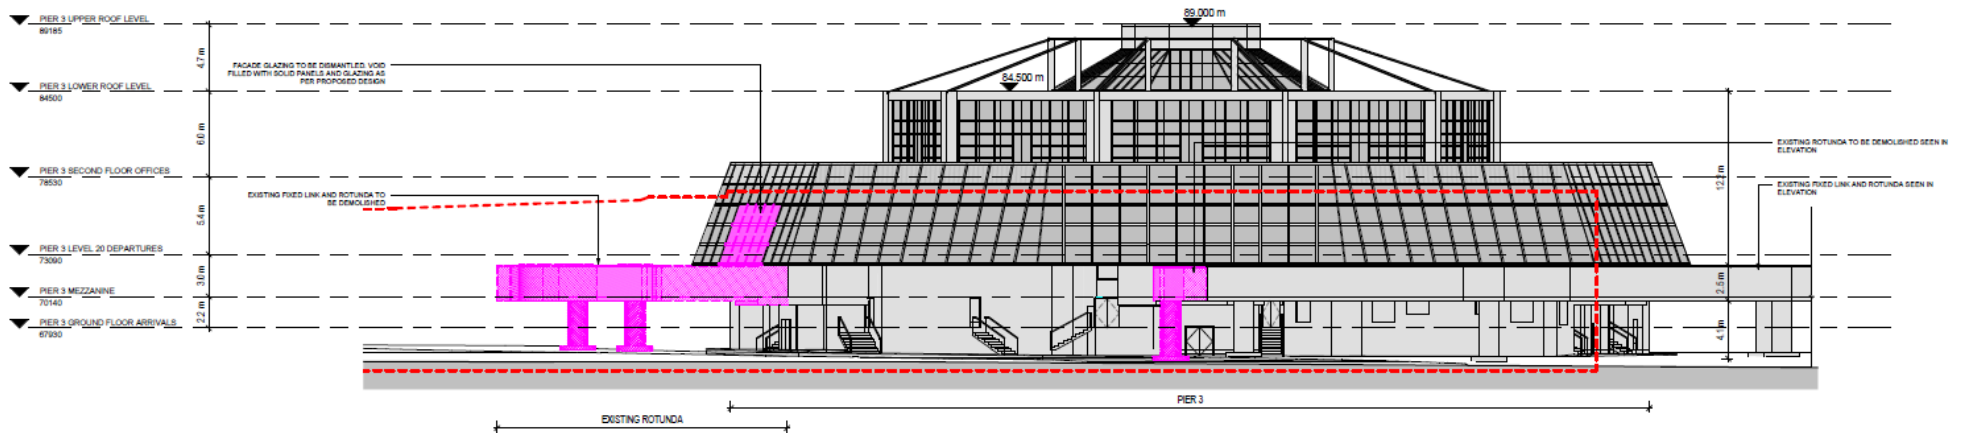 PIER 3 UPPER ROOF LEVEL
89185
89.000 m
4.7 m
FACADE GLAZING TO BE DISMANTLED. VOID
FILLED WITH SOLID PANELS AND GLAZING AS
PER PROPOSED DESIGN
84.500 m
PIER 3 LOWER ROOF LEVEL
84500
6.0 m
EXISTING ROTUNDA TO BE DEMOLISHED SEEN IN
ELEVATION
PIER 3 SECOND FLOOR OFFICES
78530
12.2 m
EXISTING FIXED LINK AND ROTUNDA SEEN IN
ELEVATION
EXISTING FIXED LINK AND ROTUNDA TO
BE DEMOLISHED
5.4 m
PIER 3 LEVEL 20 DEPARTURES
73090
3.0 m
2.5 m
PIER 3 MEZZANINE
70140
2.2 m
PIER 3 GROUND FLOOR ARRIVALS
67930
4.1 m
PIER 3
EXISTING ROTUNDA